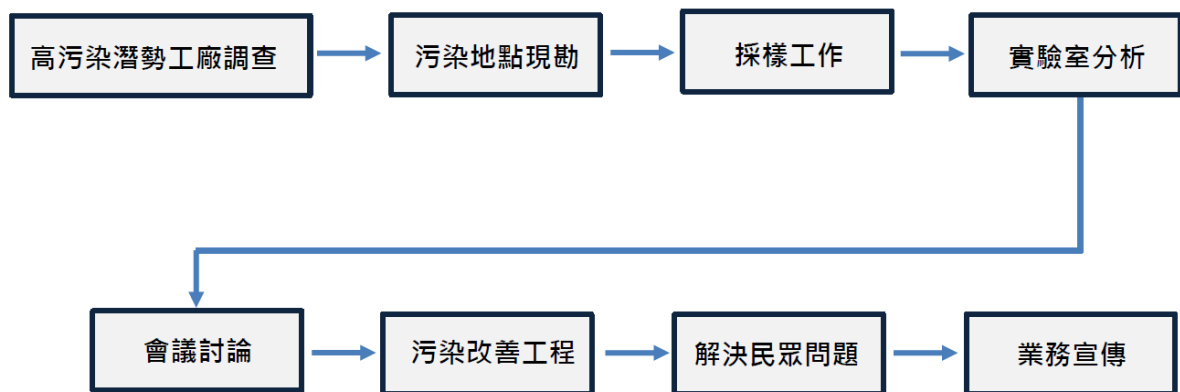 高污染潛勢工廠調查
污染地點現勘
採樣工作
實驗室分析
會議討論
污染改善工程
解決民眾問題
業務宣傳